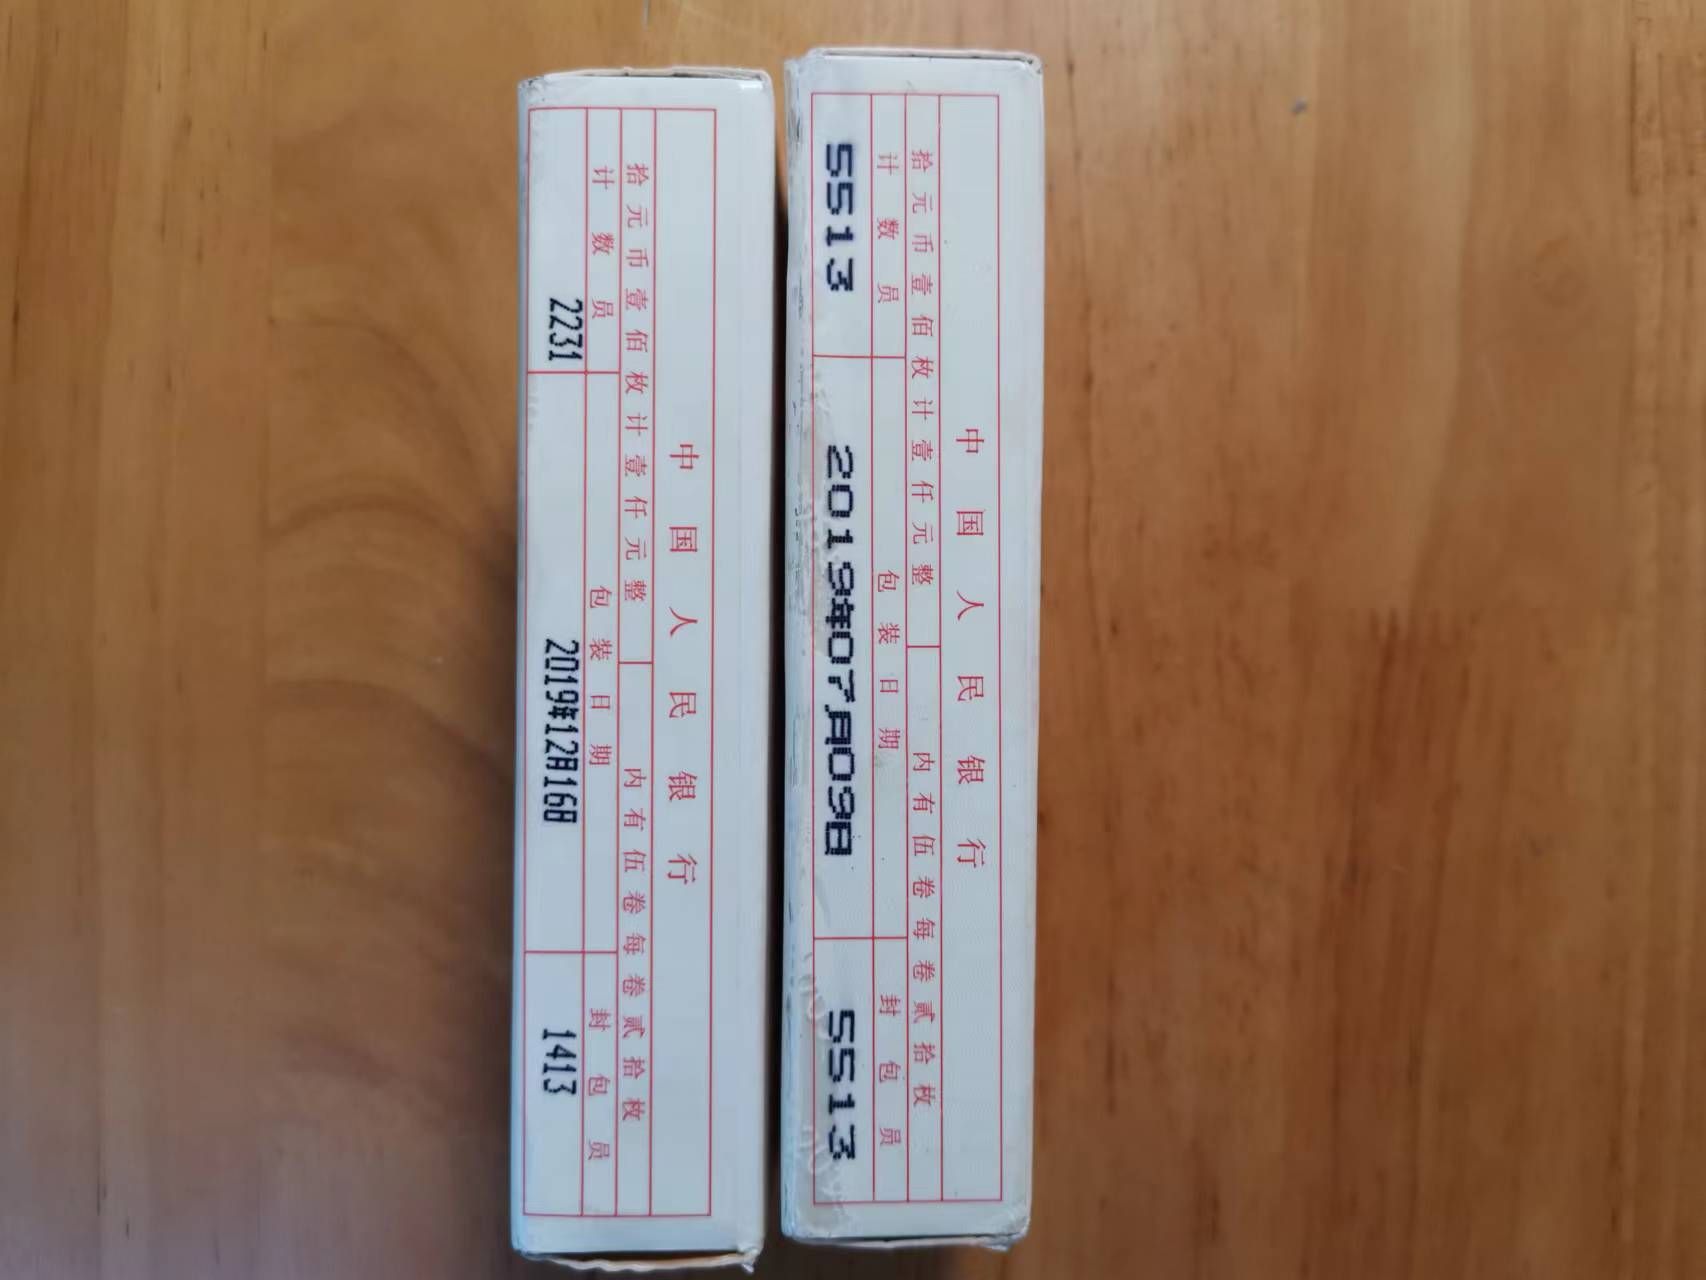 中国人民银行
拾元币壹佰枚计壹仟元整 内有伍卷每卷贰拾枚
计数员 包装日期 封包员
2231 2019年12月16日 1413
中国人民银行
拾元币壹佰枚计壹仟元整 内有伍卷每卷贰拾枚
计数员 包装日期 封包员
5513 2019年07月09日 5513